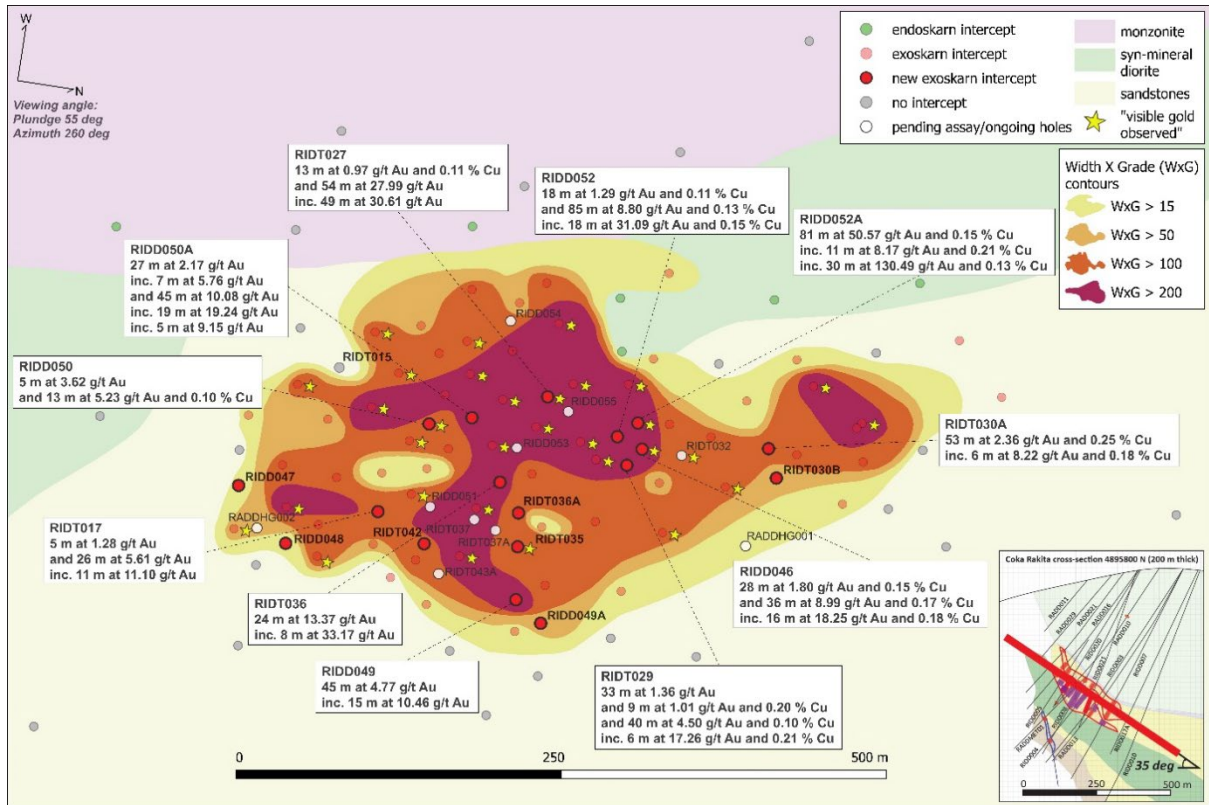 W
N
Viewing angle:
Plundge 55 deg
Azimuth 260 deg
endoskarn intercept
exoskarn intercept
new exoskarn intercept
no intercept
pending assay/ongoing holes
monzonite
syn-mineral
diorite
sandstones
"visible gold
observed"
Width X Grade (WxG)
contours
WxG > 15
WxG > 50
WxG > 100
WxG > 200
RIDT027
13 m at 0.97 g/t Au and 0.11 % Cu
and 54 m at 27.99 g/t Au
inc. 49 m at 30.61 g/t Au
RIDD052
18 m at 1.29 g/t Au and 0.11 % Cu
and 85 m at 8.80 g/t Au and 0.13 % Cu
inc. 18 m at 31.09 g/t Au and 0.15 % Cu
RIDD052A
81 m at 50.57 g/t Au and 0.15 % Cu
inc. 11 m at 8.17 g/t Au and 0.21 % Cu
inc. 30 m at 130.49 g/t Au and 0.13 % Cu
RIDD050A
27 m at 2.17 g/t Au
inc. 7 m at 5.76 g/t Au
and 45 m at 10.08 g/t Au
inc. 19 m at 19.24 g/t Au
inc. 5 m at 9.15 g/t Au
RIDD050
5 m at 3.62 g/t Au
and 13 m at 5.23 g/t Au and 0.10 % Cu
RIDD054
RIDT015
RIDD055
RIDD053
RIDT032
RIDT030A
53 m at 2.36 g/t Au and 0.25 % Cu
inc. 6 m at 8.22 g/t Au and 0.18 % Cu
RIDT030B
RIDD047
RADDHG002
RIDD048
RIDD051
RIDT042
RIDT037
RIDT036A
RIDT037A
RIDT035
RIDT043A
RIDD049A
RADDHG001
RIDT017
5 m at 1.28 g/t Au
and 26 m at 5.61 g/t Au
inc. 11 m at 11.10 g/t Au
RIDT036
24 m at 13.37 g/t Au
inc. 8 m at 33.17 g/t Au
RIDD049
45 m at 4.77 g/t Au
inc. 15 m at 10.46 g/t Au
RIDT029
33 m at 1.36 g/t Au
and 9 m at 1.01 g/t Au and 0.20 % Cu
and 40 m at 4.50 g/t Au and 0.10 % Cu
inc. 6 m at 17.26 g/t Au and 0.21 % Cu
RIDD046
28 m at 1.80 g/t Au and 0.15 % Cu
and 36 m at 8.99 g/t Au and 0.17 % Cu
inc. 16 m at 18.25 g/t Au and 0.18 % Cu
0
250
500 m
Coka Rakita cross-section 4895800 N (200 m thick)
35 deg
0
250
500 m